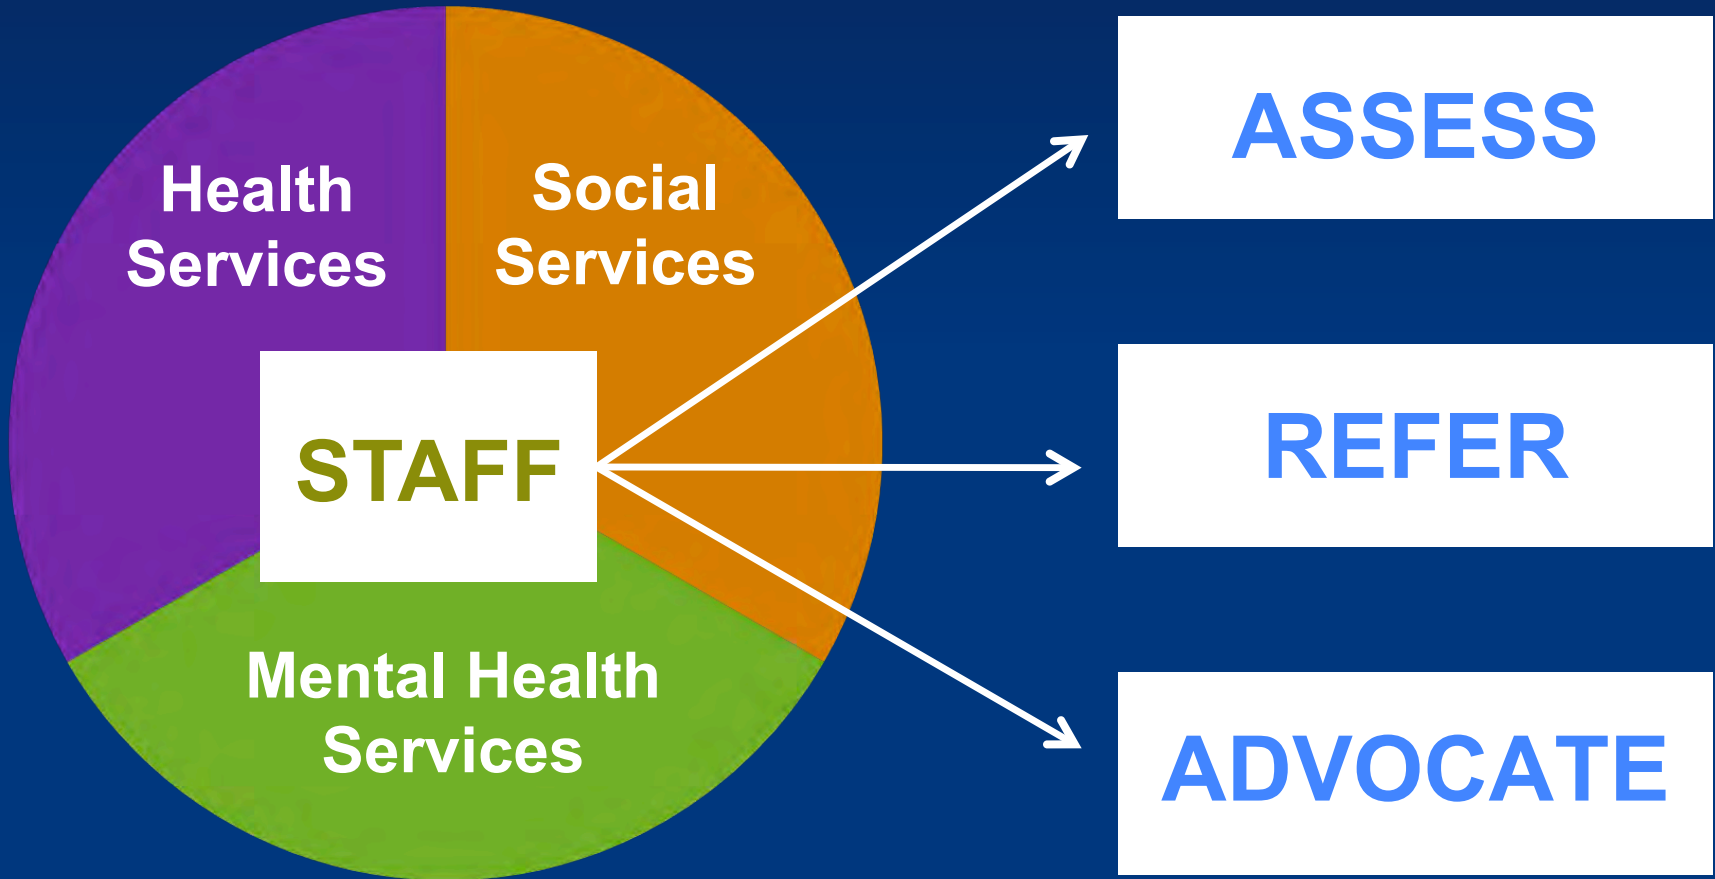 Health
Services
Social
Services
STAFF
Mental Health
Services
ASSESS
REFER
ADVOCATE